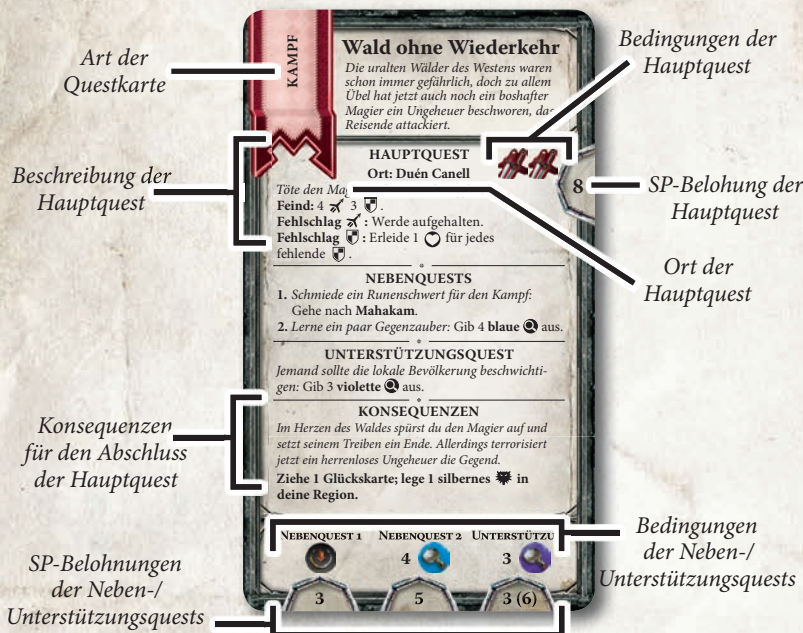 Art der
Questkarte
Beschreibung der
Hauptquest
Konsequenzen
für den Abschluss
der Hauptquest
SP-Belohnungen
der Neben-/
Unterstützungsquests
KAMPF
Wald ohne Wiederkehr
Die uralten Wälder des Westens waren
schon immer gefährlich, doch zu allem
Übel hat jetzt auch noch ein boshafter
Magier ein Ungeheuer beschworen, das
Reisende attackiert.
HAUPTQUEST
Ort: Duén Canell
8
Töte den
Feind: 4 3 .
Fehlschlag : Werde aufgehalten.
Fehlschlag : Erleide 1 für jedes
fehlende .
NEBENQUESTS
1. Schmiede ein Runenschwert für den Kampf:
Gehe nach Mahakam.
2. Lerne ein paar Gegenzauber: Gib 4 blaue aus.
UNTERSTÜTZUNGSQUEST
Jemand sollte die lokale Bevölkerung beschwichti-
gen: Gib 3 violette aus.
KONSEQUENZEN
Im Herzen des Waldes spürst du den Magier auf und
setzt seinem Treiben ein Ende. Allerdings terrorisiert
jetzt ein herrenloses Ungeheuer die Gegend.
Ziehe 1 Glückskarte; lege 1 silbernes in
deine Region.
NEBENQUEST 1 NEBENQUEST 2 UNTERSTÜTZU
4 3
3 5 3 (6)
Bedingungen der
Hauptquest
SP-Belohung der
Hauptquest
Ort der
Hauptquest
Bedingungen
der Neben-/
Unterstützungsquests